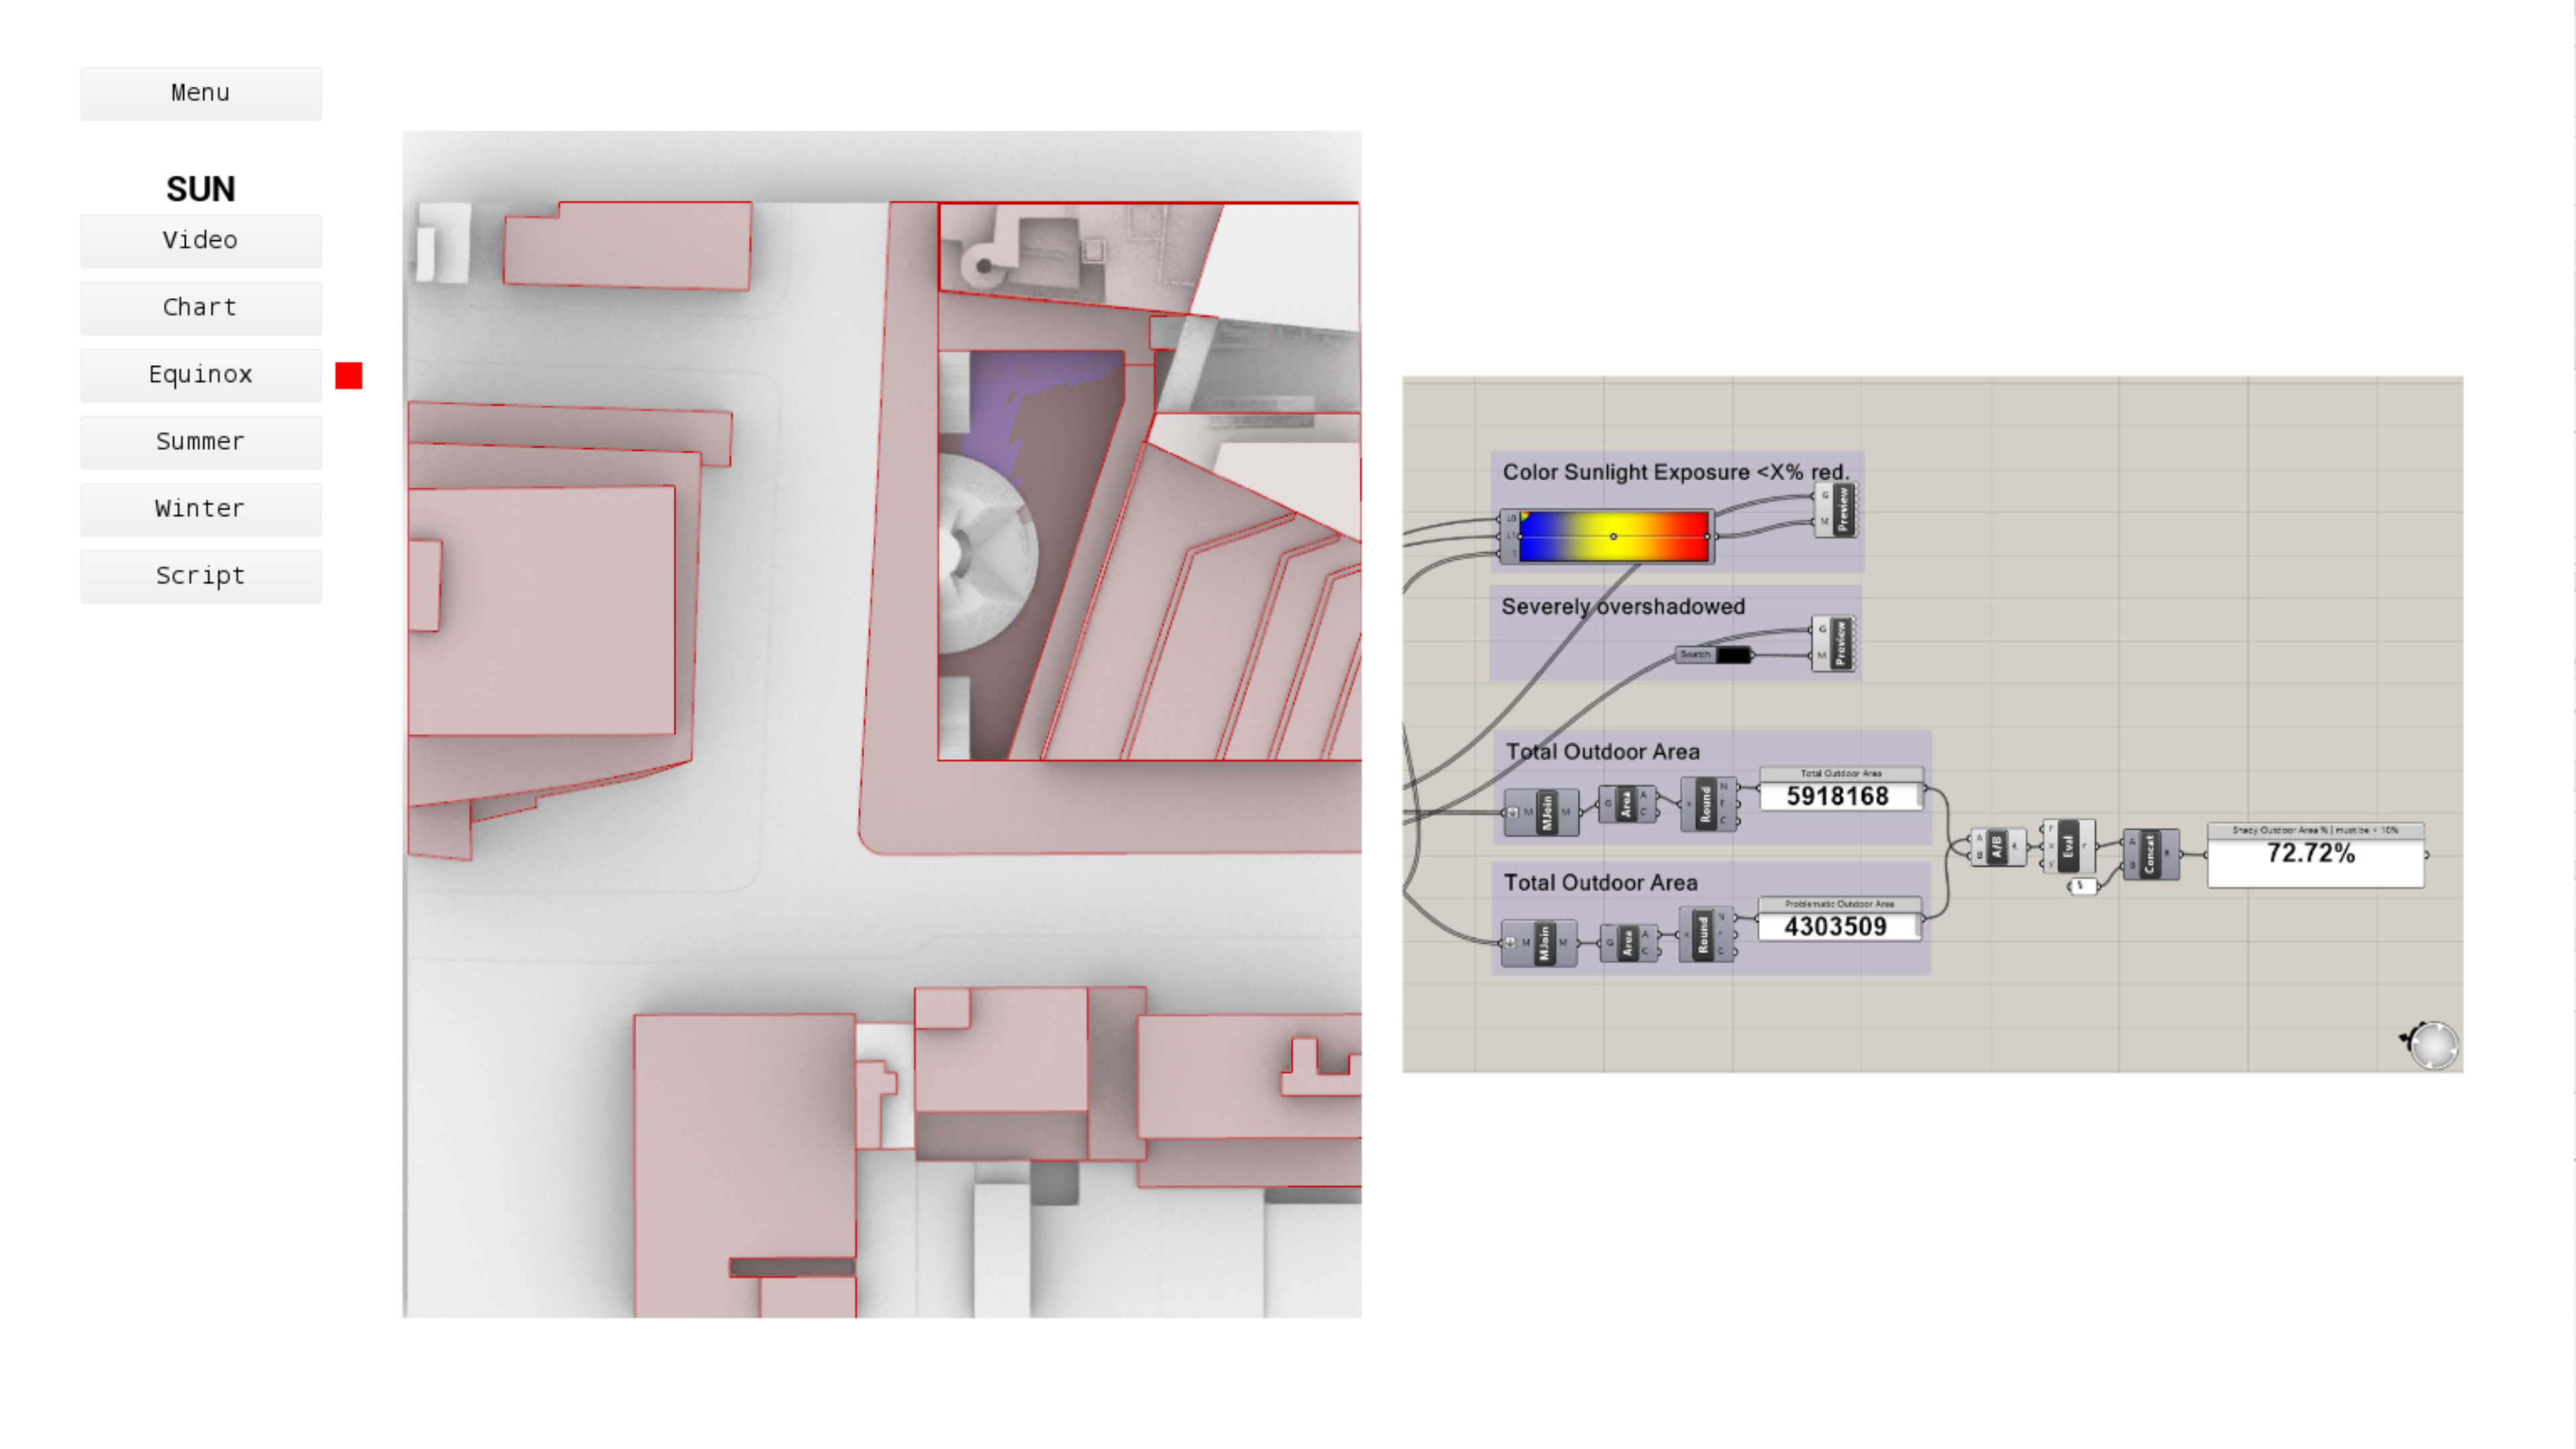 Menu
SUN
Video
Chart
Equinox
Summer
Winter
Script
Color Sunlight Exposure <X% red.
G
M
Preview
Severely overshadowed
Swatch
G
M
Preview
Total Outdoor Area
M
MJoin
M
G
Area
A
C
x
Round
N
F
C
Total Outdoor Area
5918168
Total Outdoor Area
M
MJoin
M
G
Area
A
C
x
Round
N
F
C
Problematic Outdoor Area
4303509
A
B
A/B
R
F
x
y
Eval
r
A
B
Concat
R
Shady Outdoor Area % | must be < 10%
72.72%